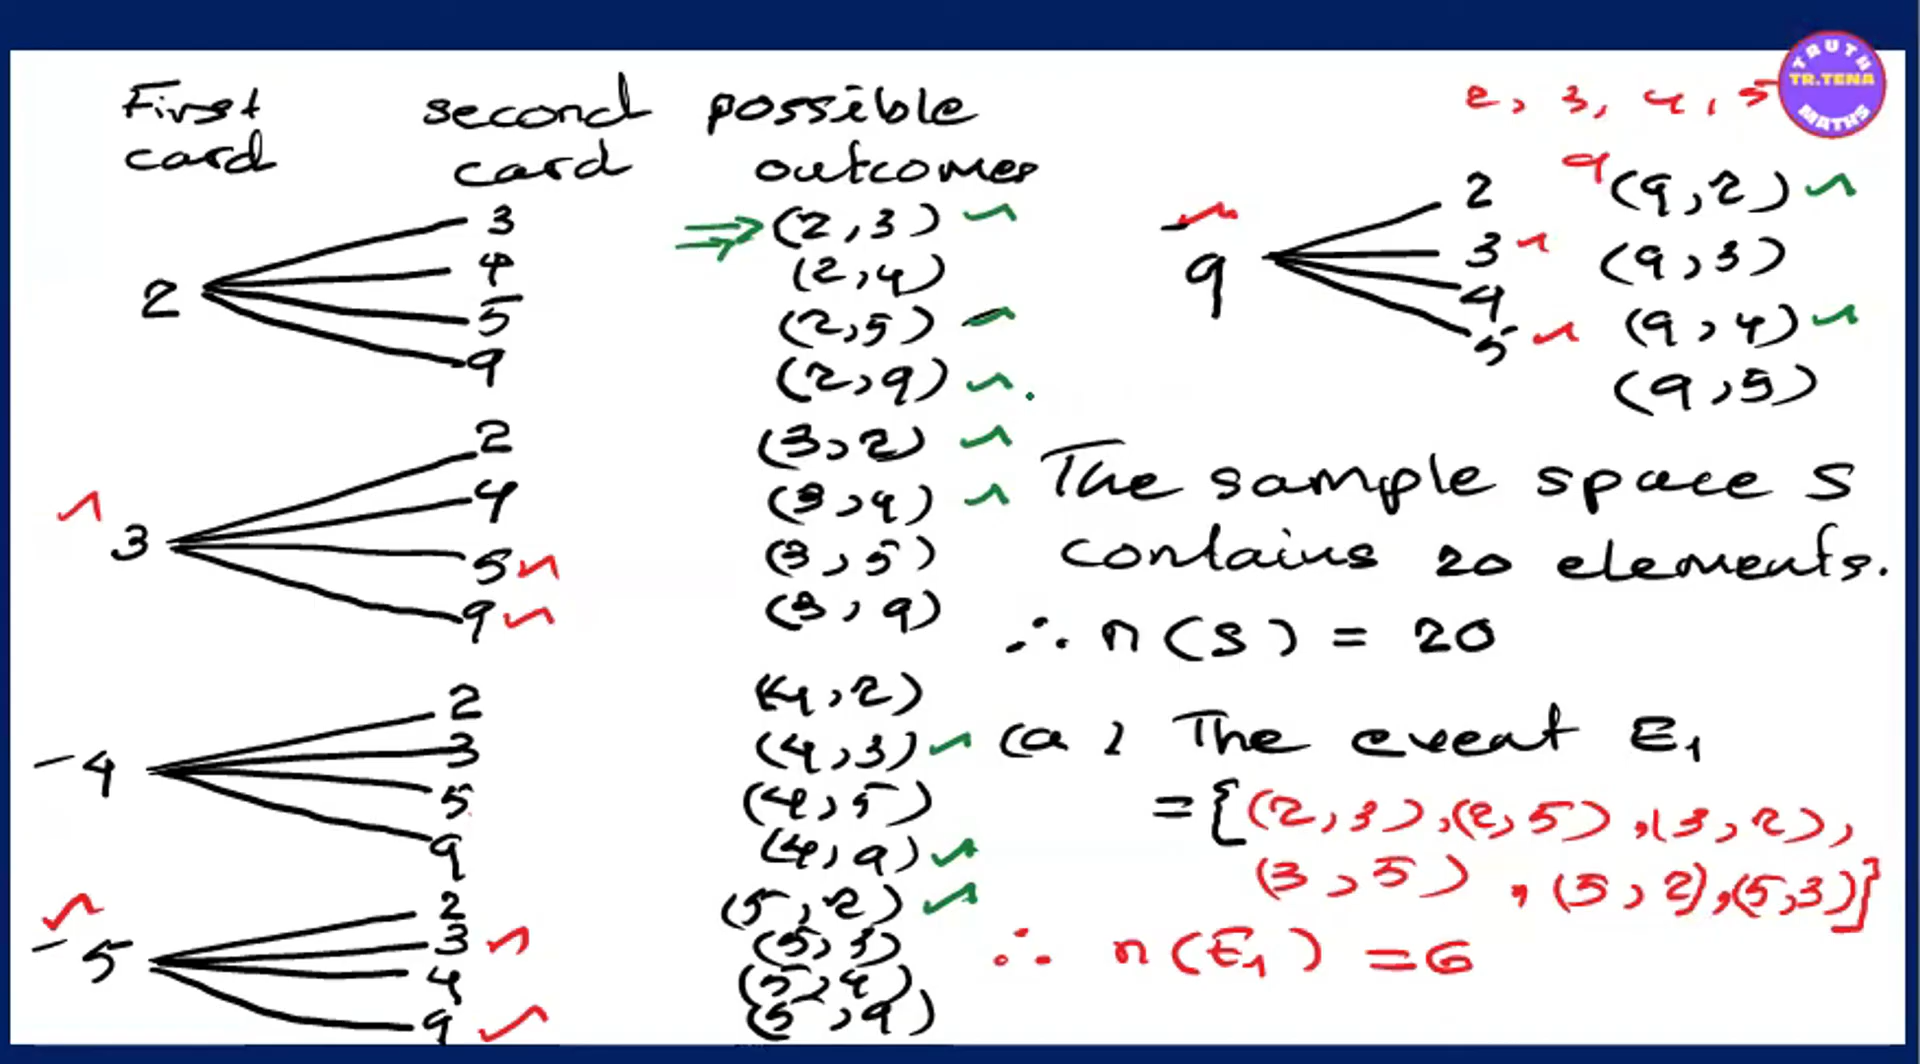 First second possible
card card outcomes
2
3 (2,3)
4 (2,4)
5 (2,5)
9 (2,9)
3
2 (3,2)
4 (3,4)
5 (3,5)
9 (3,9)
4
2 (4,2)
3 (4,3)
5 (4,5)
9 (4,9)
5
2 (5,2)
3 (5,3)
4 (5,4)
9 (5,9)
2, 3, 4, 5
9
TRUTH
TR.TENA
MATHS
9
2 (9,2)
3 (9,3)
4 (9,4)
5 (9,5)
The sample space S
contains 20 elements.
∴ n(S) = 20
(a) The event E₁
= {(2,3),(2,5),(3,2),
(3,5),(5,2),(5,3)}
∴ n(E₁) = 6